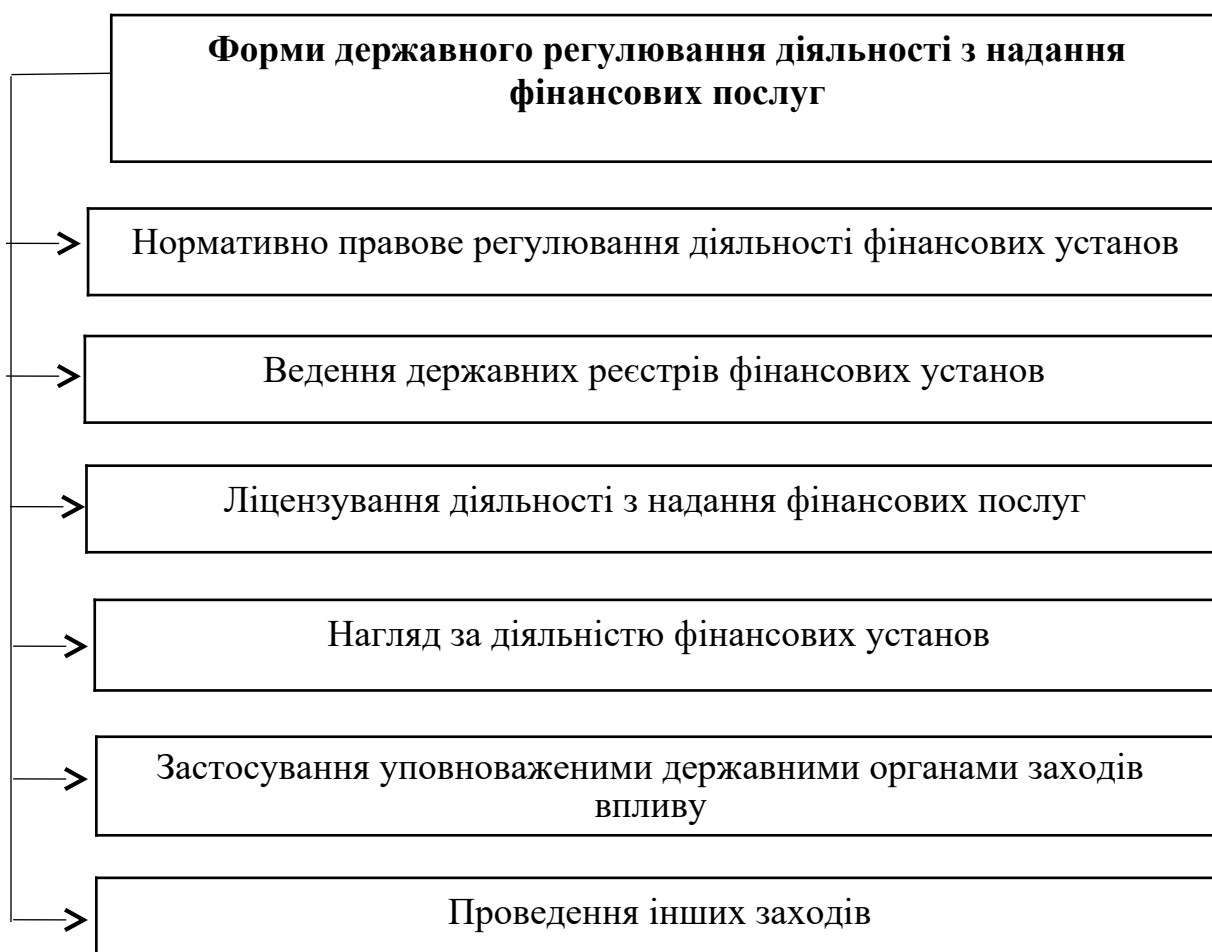 Форми державного регулювання діяльності з надання
фінансових послуг
Нормативно правове регулювання діяльності фінансових установ
Ведення державних реєстрів фінансових установ
Ліцензування діяльності з надання фінансових послуг
Нагляд за діяльністю фінансових установ
Застосування уповноваженими державними органами заходів
впливу
Проведення інших заходів